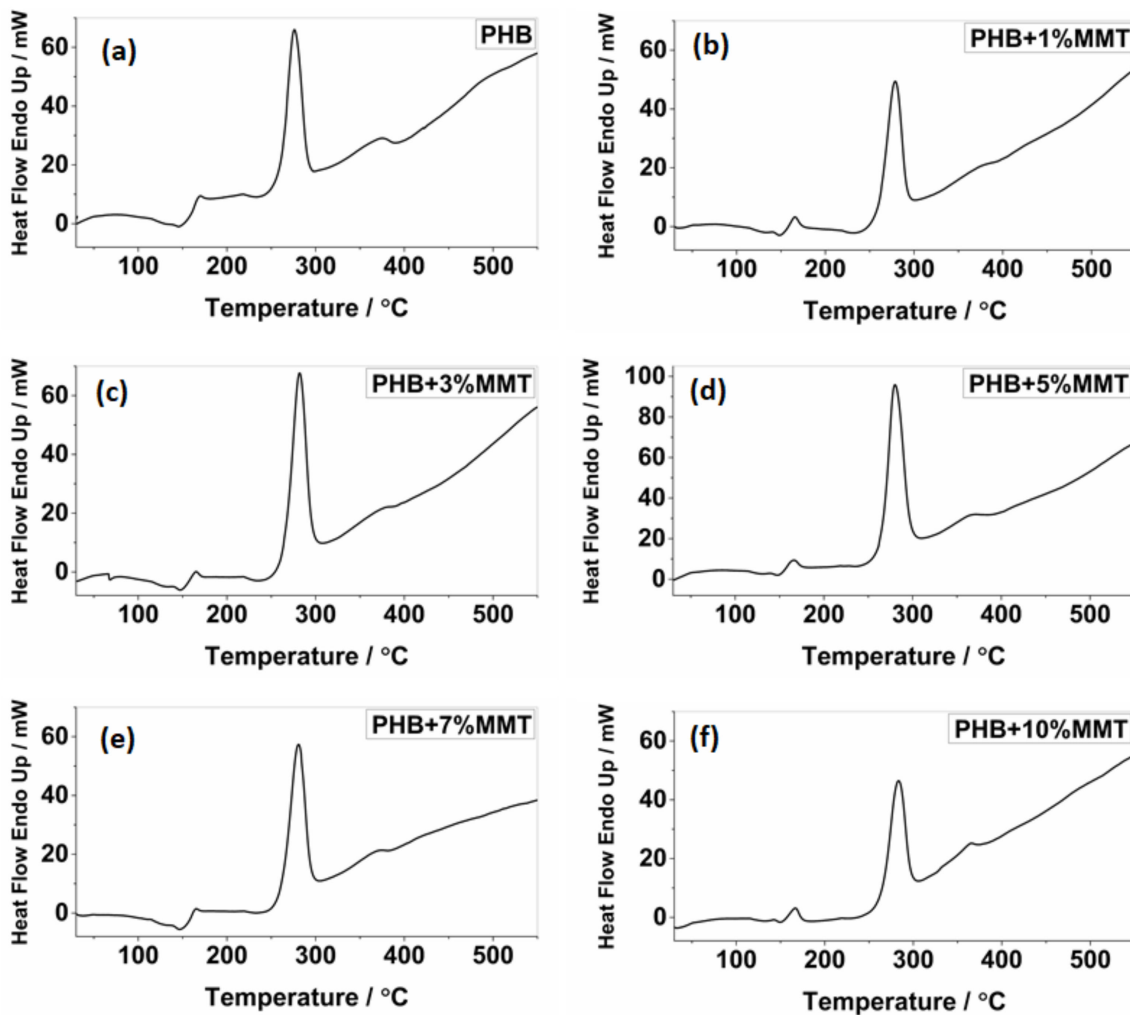 (a)
PHB
Heat Flow Endo Up / mW
60
40
20
0
100 200 300 400 500
Temperature / °C
(b)
PHB+1%MMT
Heat Flow Endo Up / mW
60
40
20
0
100 200 300 400 500
Temperature / °C
(c)
PHB+3%MMT
Heat Flow Endo Up / mW
60
40
20
0
100 200 300 400 500
Temperature / °C
(d)
PHB+5%MMT
Heat Flow Endo Up / mW
100
80
60
40
20
0
100 200 300 400 500
Temperature / °C
(e)
PHB+7%MMT
Heat Flow Endo Up / mW
60
40
20
0
100 200 300 400 500
Temperature / °C
(f)
PHB+10%MMT
Heat Flow Endo Up / mW
60
40
20
0
100 200 300 400 500
Temperature / °C